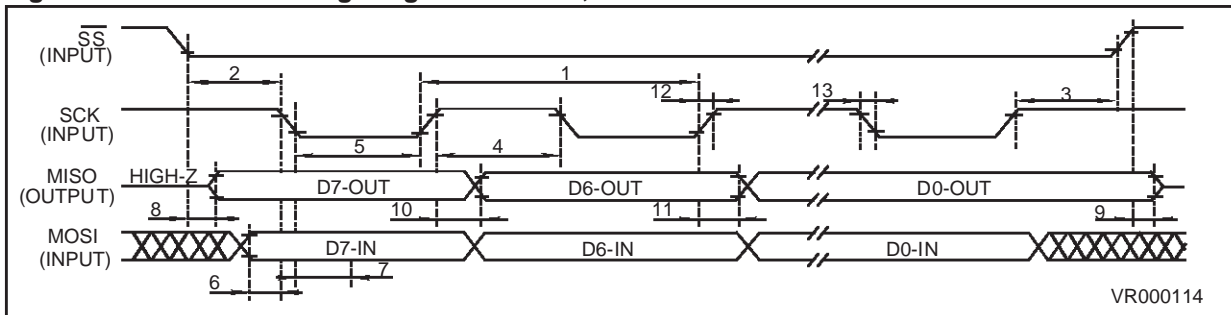 SS
(INPUT)
2
1
12
13
3
SCK
(INPUT)
5
4
MISO
(OUTPUT)
HIGH-Z
D7-OUT
D6-OUT
D0-OUT
8
10
11
9
MOSI
(INPUT)
D7-IN
D6-IN
D0-IN
6
7
VR000114